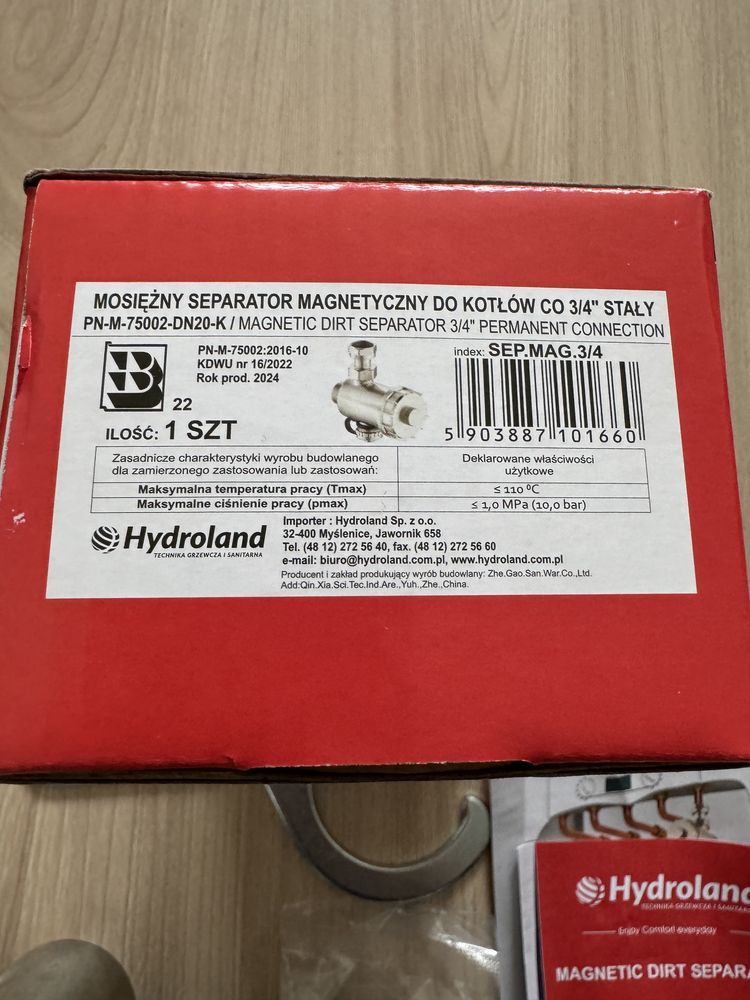 MOSIĘŻNY SEPARATOR MAGNETYCZNY DO KOTŁÓW CO 3/4" STAŁY
PN-M-75002-DN20-K / MAGNETIC DIRT SEPARATOR 3/4" PERMANENT CONNECTION
B
22
PN-M-75002:2016-10
KDWU nr 16/2022
Rok prod. 2024
index: SEP.MAG.3/4
5 903887 101660
ILOŚĆ: 1 SZT
Zasadnicze charakterystyki wyrobu budowlanego
dla zamierzonego zastosowania lub zastosowań:
Deklarowane właściwości
użytkowe
Maksymalna temperatura pracy (Tmax)
≤ 110 ⁰C
Maksymalne ciśnienie pracy (pmax)
≤ 1,0 MPa (10,0 bar)
Hydroland
TECHNIKA GRZEWCZA I SANITARNA
Importer : Hydroland Sp. z o.o.
32-400 Myślenice, Jawornik 658
Tel. (48 12) 272 56 40, fax. (48 12) 272 56 60
e-mail: biuro@hydroland.com.pl, www.hydroland.com.pl
Producent i zakład produkujący wyrób budowlany: Zhe.Gao.San.War.Co.,Ltd.
Add:Qin.Xia.Sci.Tec.Ind.Are.,Yuh.,Zhe.,China.
Hydroland
TECHNIKA GRZEWCZA I SANITARNA
Enjoy Comfort everyday
MAGNETIC DIRT SEPARA